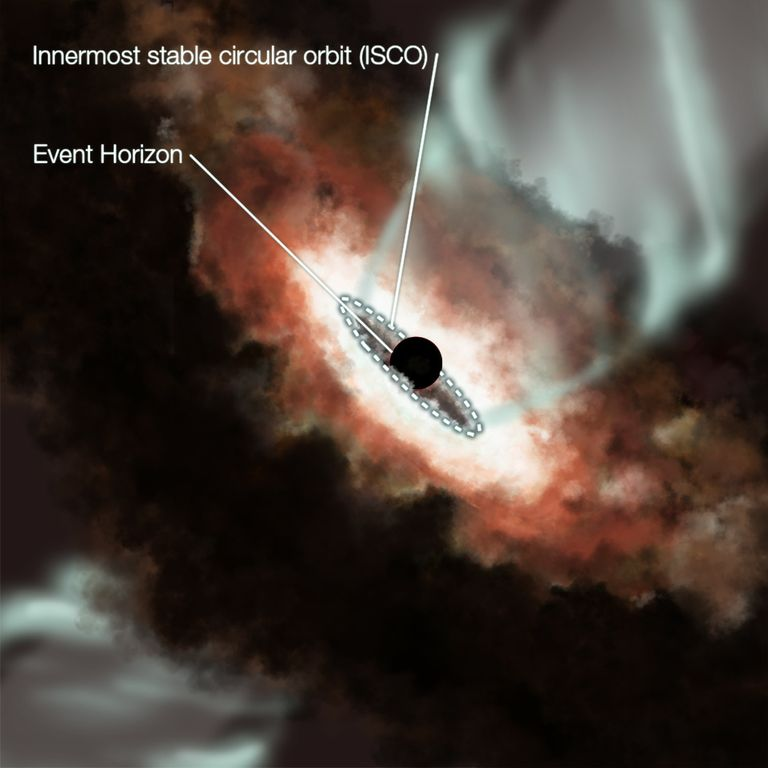 Innermost stable circular orbit (ISCO)
Event Horizon